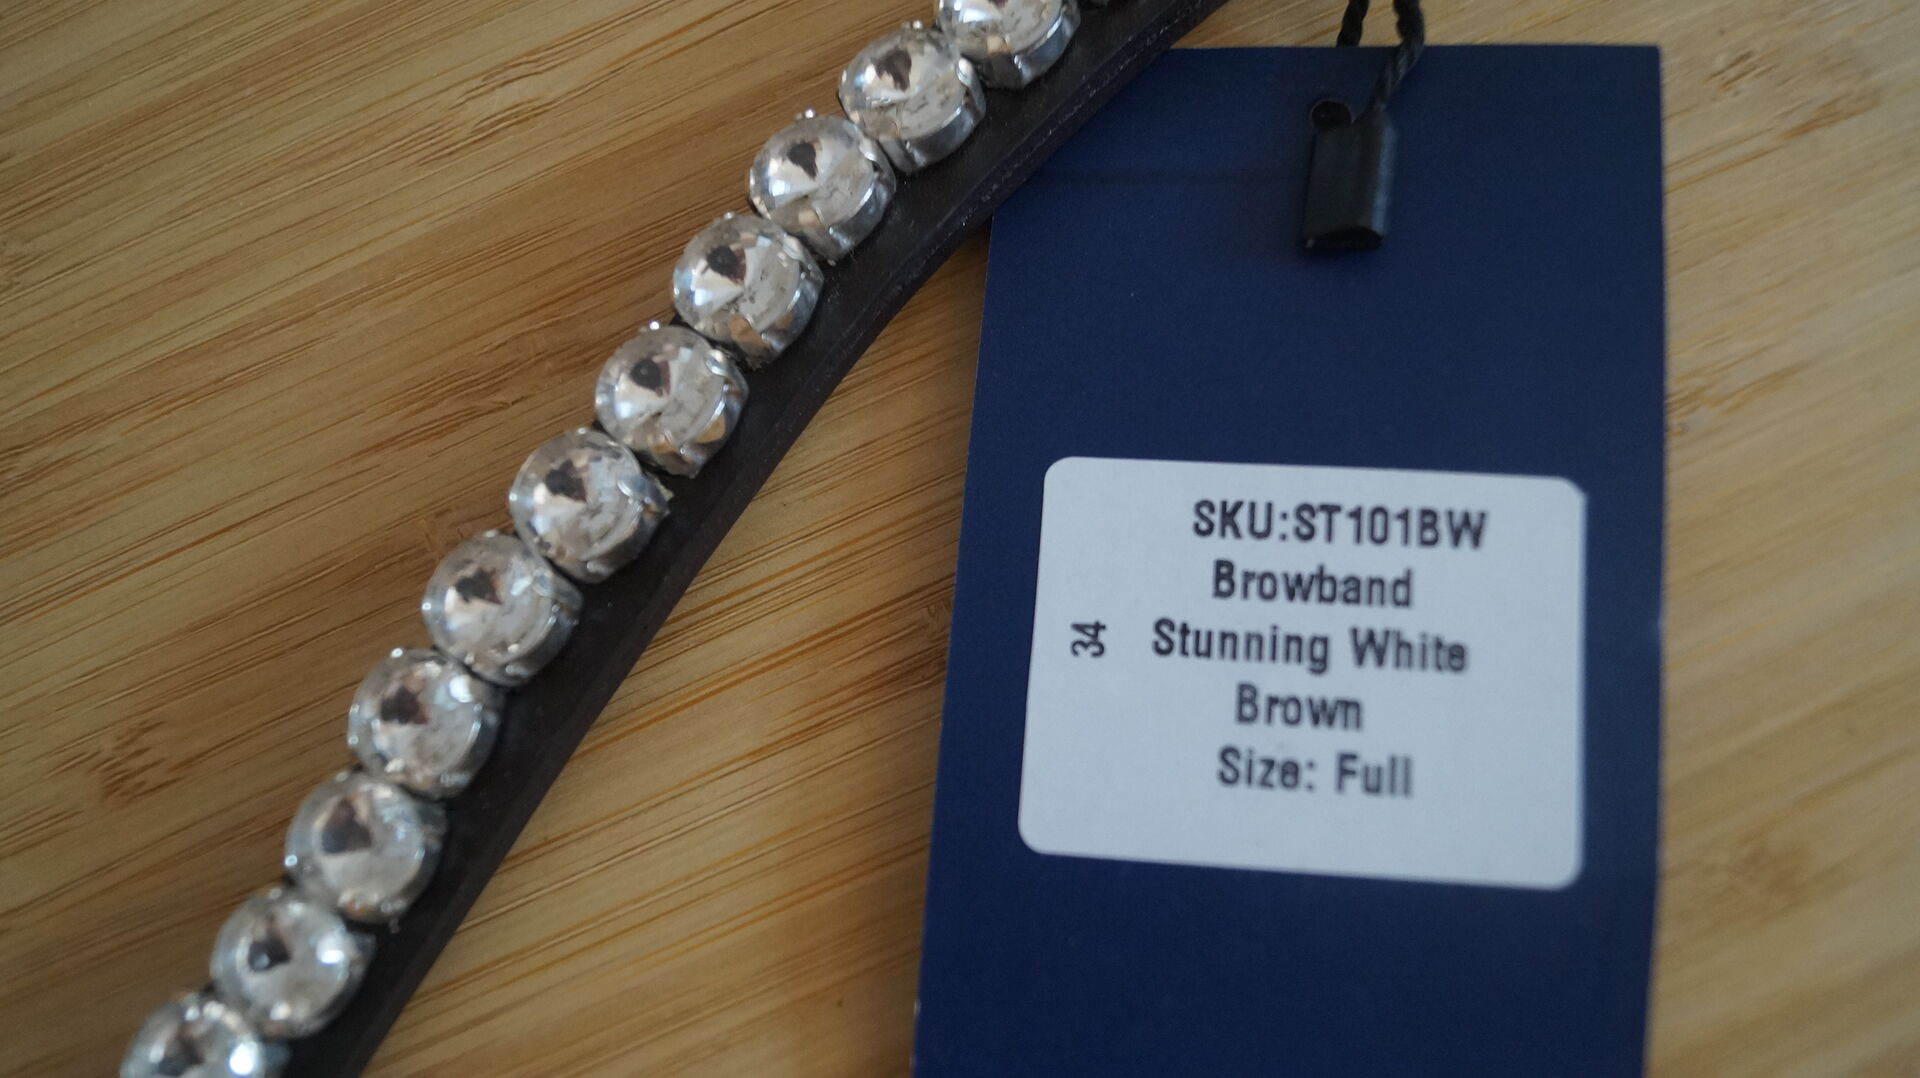 SKU:ST101BW
Browband
34
Stunning White
Brown
Size: Full